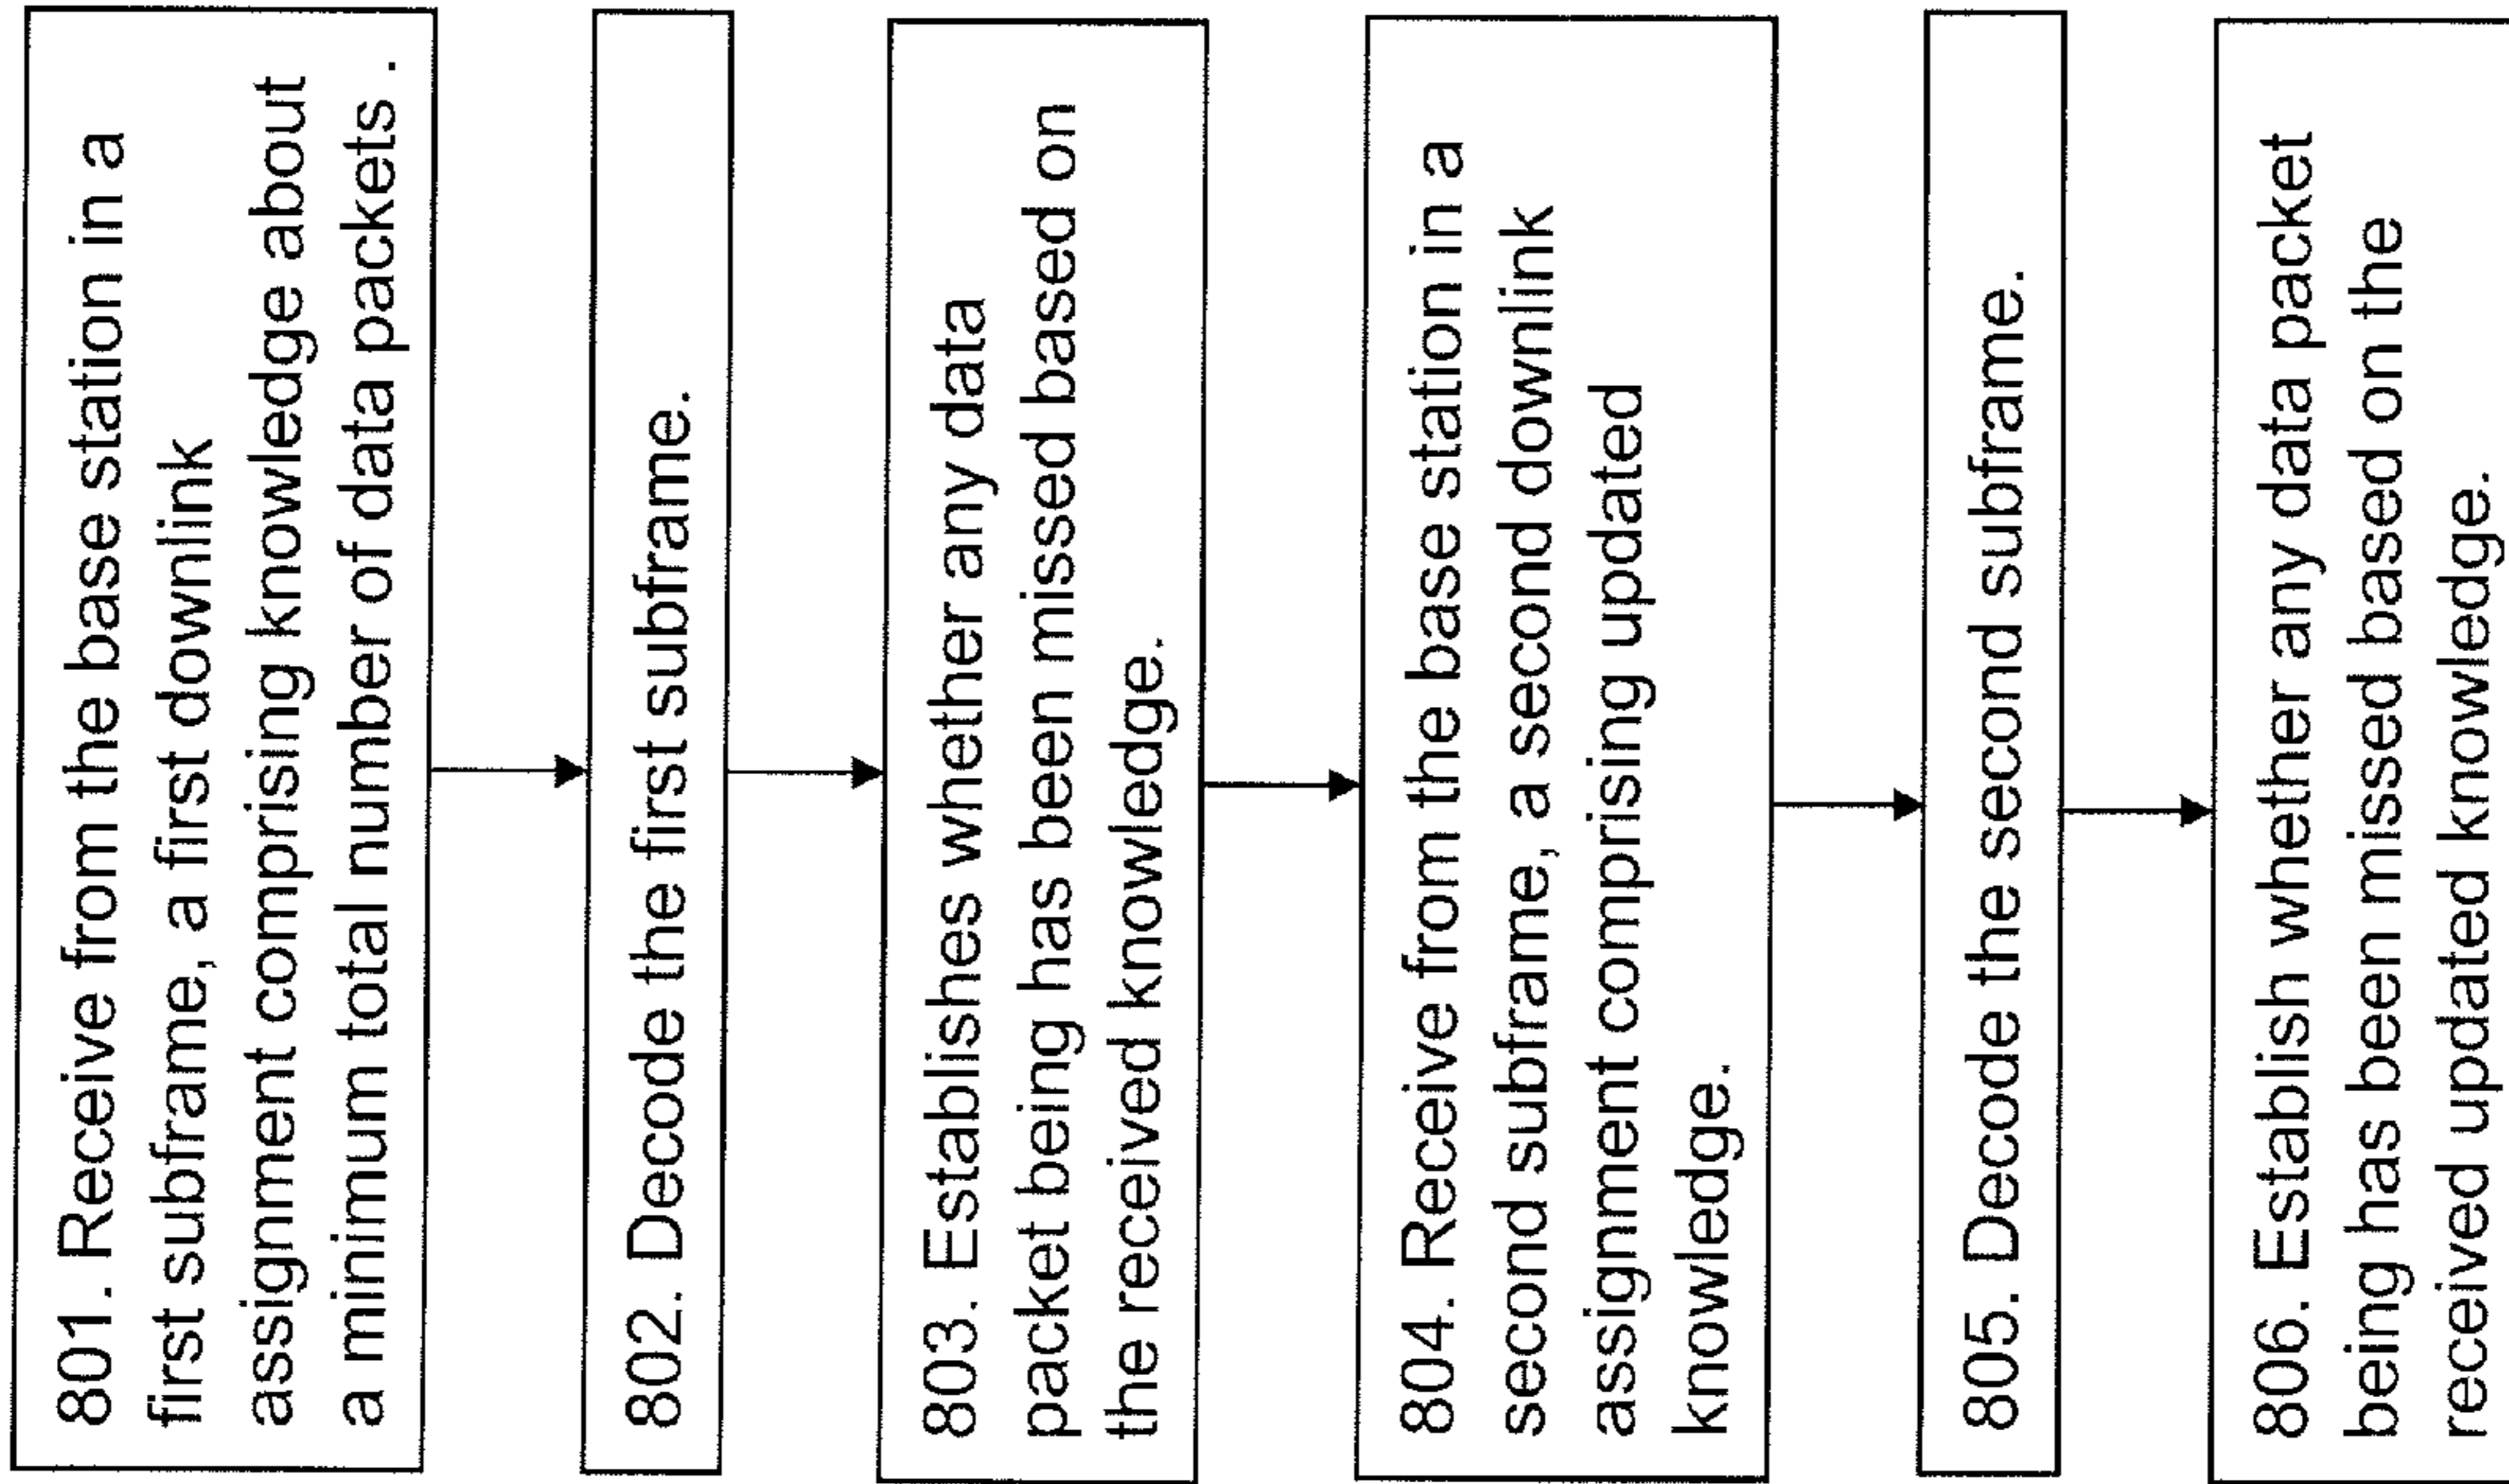 801. Receive from the base station in a
first subframe, a first downlink
assignment comprising knowledge about
a minimum total number of data packets .
802. Decode the first subframe.
803. Establishes whether any data
packet being has been missed based on
the received knowledge.
804. Receive from the base station in a
second subframe, a second downlink
assignment comprising updated
knowledge.
805. Decode the second subframe.
806. Establish whether any data packet
being has been missed based on the
received updated knowledge.